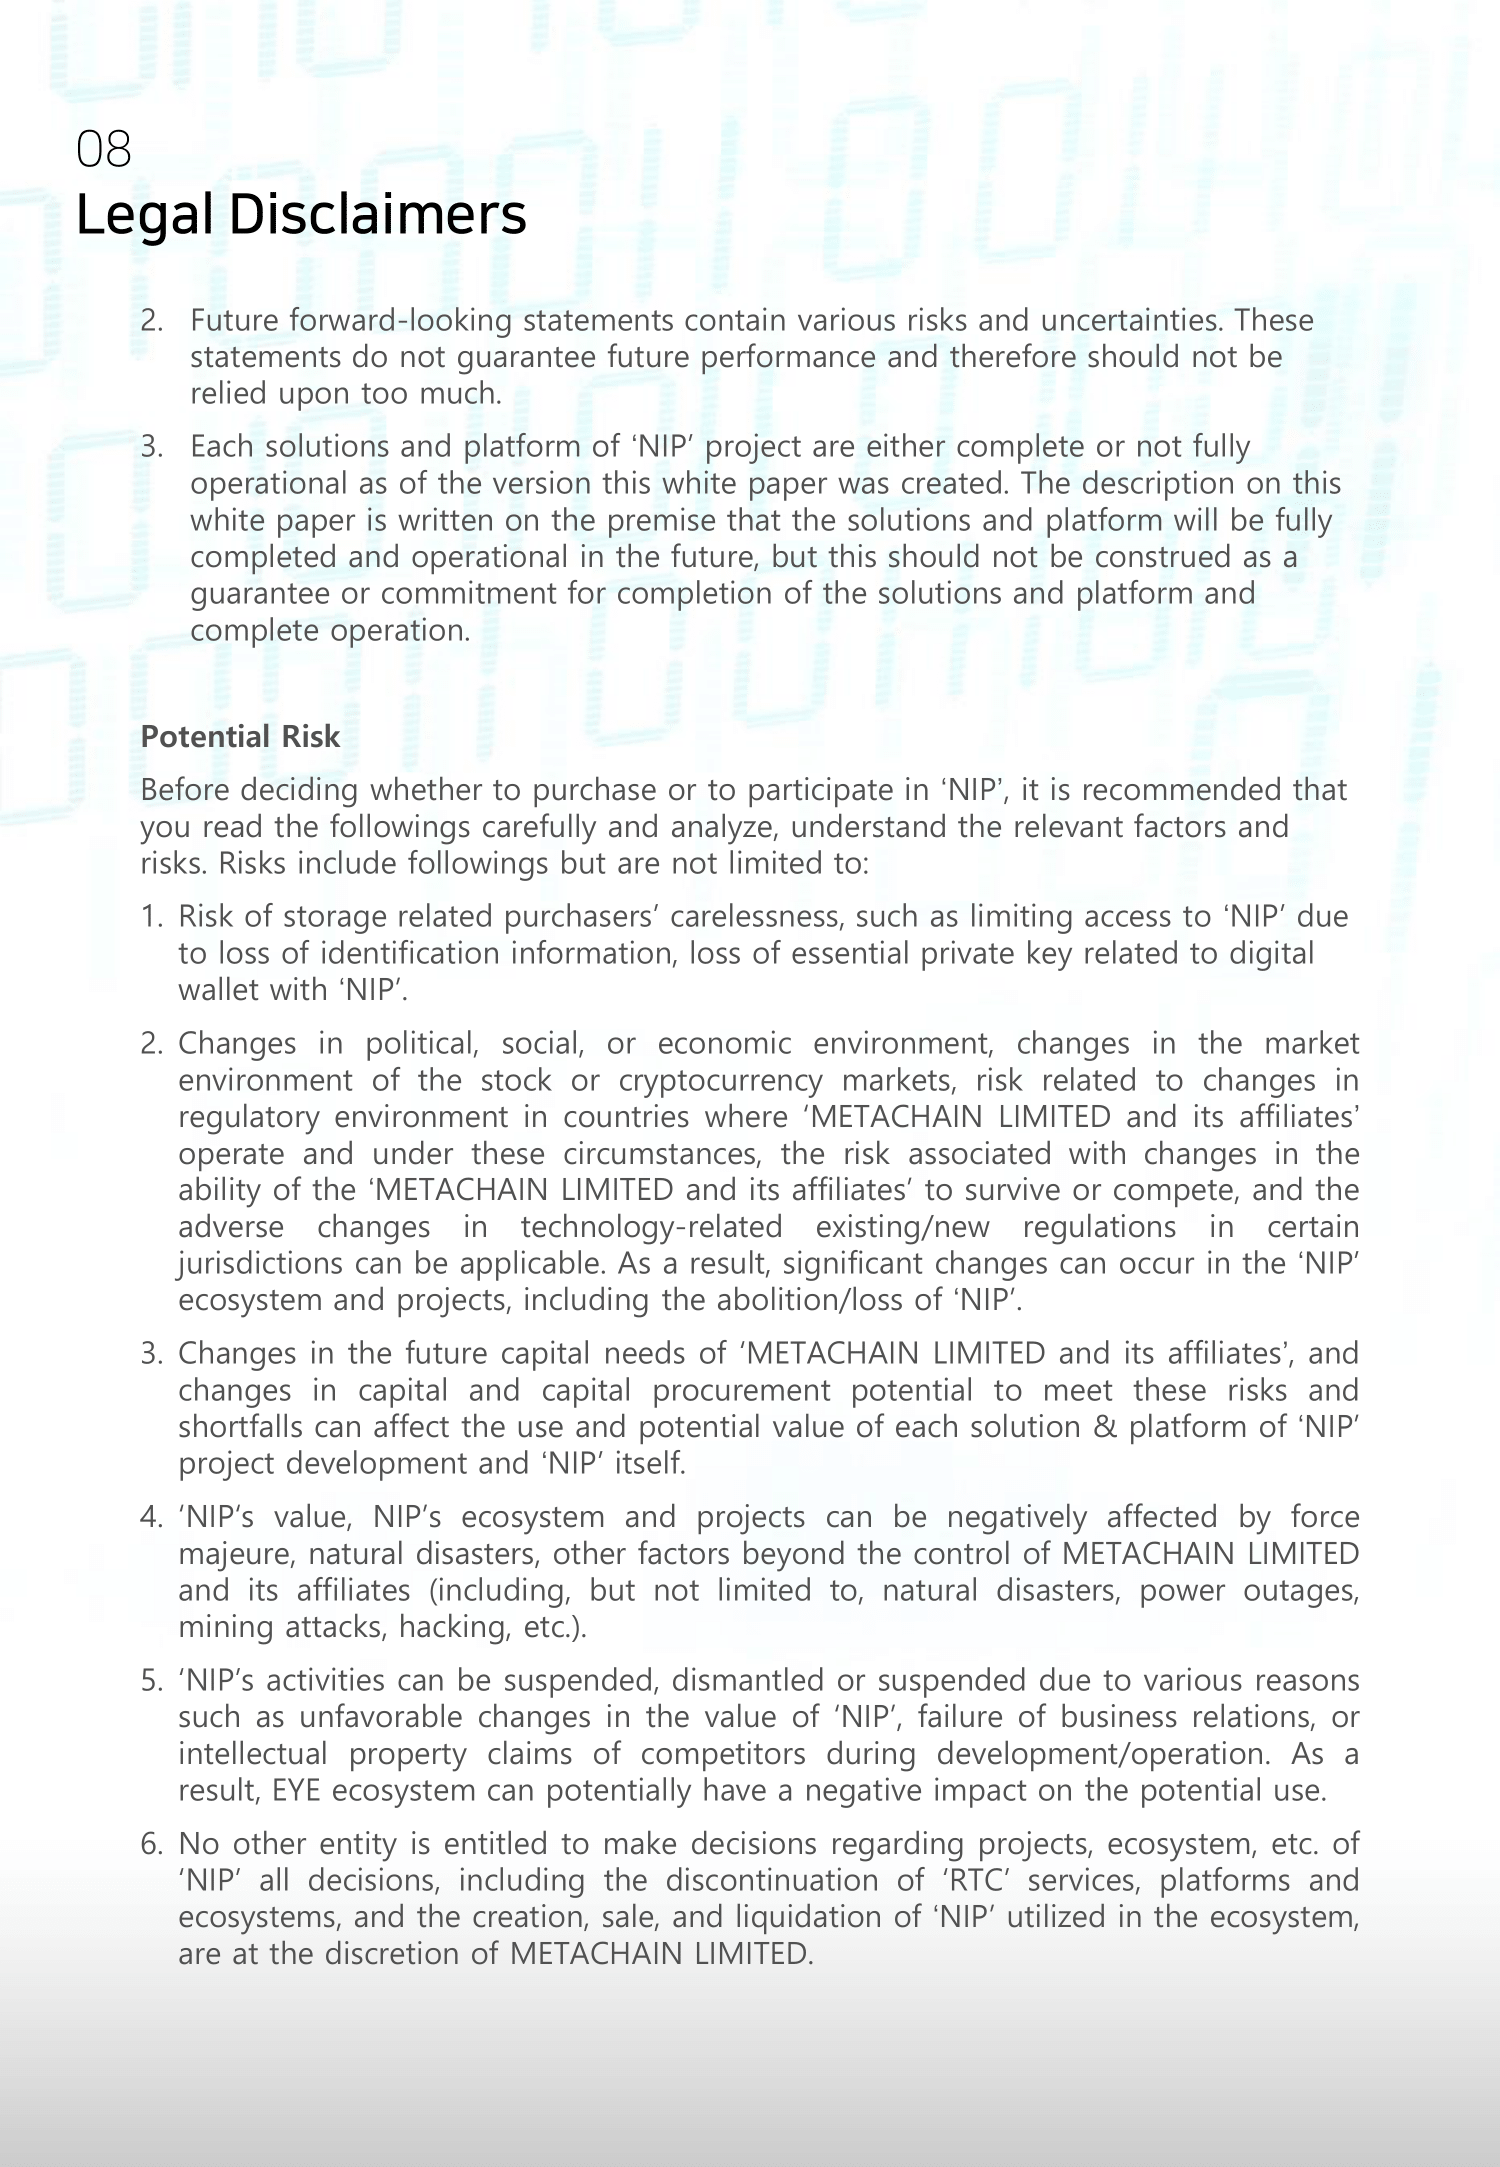 08
Legal Disclaimers
2. Future forward-looking statements contain various risks and uncertainties. These
statements do not guarantee future performance and therefore should not be
relied upon too much.
3. Each solutions and platform of ‘NIP’ project are either complete or not fully
operational as of the version this white paper was created. The description on this
white paper is written on the premise that the solutions and platform will be fully
completed and operational in the future, but this should not be construed as a
guarantee or commitment for completion of the solutions and platform and
complete operation.
Potential Risk
Before deciding whether to purchase or to participate in ‘NIP’, it is recommended that
you read the followings carefully and analyze, understand the relevant factors and
risks. Risks include followings but are not limited to:
1. Risk of storage related purchasers’ carelessness, such as limiting access to ‘NIP’ due
to loss of identification information, loss of essential private key related to digital
wallet with ‘NIP’.
2. Changes in political, social, or economic environment, changes in the market
environment of the stock or cryptocurrency markets, risk related to changes in
regulatory environment in countries where ‘METACHAIN LIMITED and its affiliates’
operate and under these circumstances, the risk associated with changes in the
ability of the ‘METACHAIN LIMITED and its affiliates’ to survive or compete, and the
adverse changes in technology-related existing/new regulations in certain
jurisdictions can be applicable. As a result, significant changes can occur in the ‘NIP’
ecosystem and projects, including the abolition/loss of ‘NIP’.
3. Changes in the future capital needs of ‘METACHAIN LIMITED and its affiliates’, and
changes in capital and capital procurement potential to meet these risks and
shortfalls can affect the use and potential value of each solution & platform of ‘NIP’
project development and ‘NIP’ itself.
4. ‘NIP’s value, NIP’s ecosystem and projects can be negatively affected by force
majeure, natural disasters, other factors beyond the control of METACHAIN LIMITED
and its affiliates (including, but not limited to, natural disasters, power outages,
mining attacks, hacking, etc.).
5. ‘NIP’s activities can be suspended, dismantled or suspended due to various reasons
such as unfavorable changes in the value of ‘NIP’, failure of business relations, or
intellectual property claims of competitors during development/operation. As a
result, EYE ecosystem can potentially have a negative impact on the potential use.
6. No other entity is entitled to make decisions regarding projects, ecosystem, etc. of
‘NIP’ all decisions, including the discontinuation of ‘RTC’ services, platforms and
ecosystems, and the creation, sale, and liquidation of ‘NIP’ utilized in the ecosystem,
are at the discretion of METACHAIN LIMITED.